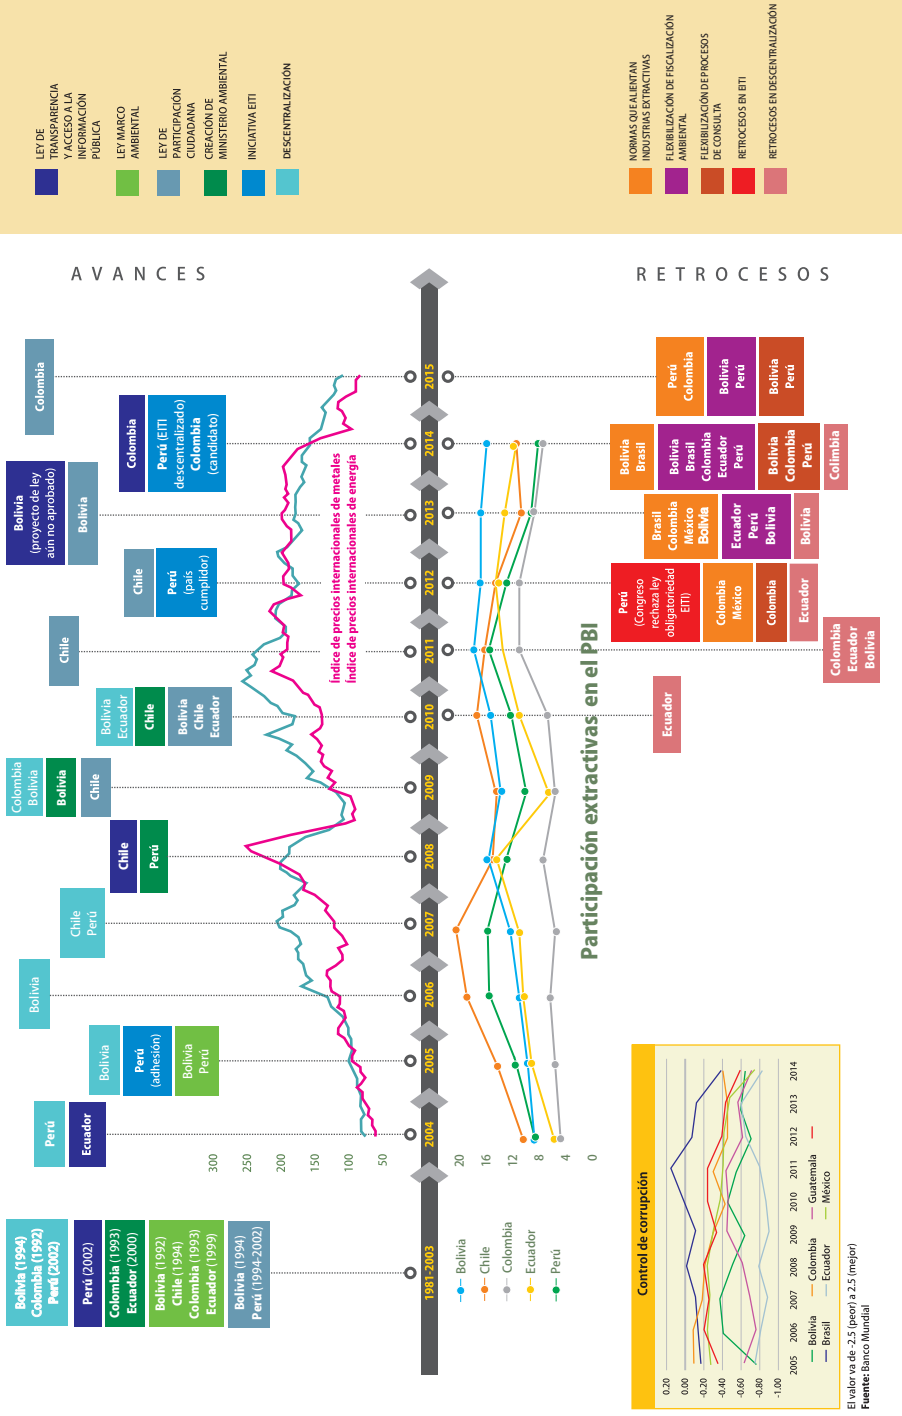 AVANCES
Bolivia (1994)
Colombia (1992)
Perú (2002)
Perú (2002)
Colombia (1993)
Ecuador (2000)
Bolivia (1992)
Chile (1994)
Colombia (1993)
Ecuador (1999)
Bolivia (1994)
Perú (1994-2002)
Perú
Ecuador
Bolivia
Perú
(adhesión)
Bolivia
Perú
Bolivia
Chile
Perú
Chile
Perú
Colombia
Bolivia
Bolivia
Chile
Bolivia
Ecuador
Chile
Bolivia
Chile
Ecuador
Chile
Chile
Perú
(país
cumplidor)
Bolivia
(proyecto de ley
aún no aprobado)
Bolivia
Colombia
Perú (EITI
descentralizado)
Colombia
(candidato)
Colombia
LEY DE
TRANSPARENCIA
Y ACCESO A LA
INFORMACIÓN
PÚBLICA
LEY MARCO
AMBIENTAL
LEY DE
PARTICIPACIÓN
CIUDADANA
CREACIÓN DE
MINISTERIO AMBIENTAL
INICIATIVA EITI
DESCENTRALIZACIÓN
300
250
200
150
100
50
Índice de precios internacionales de metales
Índice de precios internacionales de energía
1981-2003
2004
2005
2006
2007
2008
2009
2010
2011
2012
2013
2014
2015
20
16
12
8
4
0
Bolivia
Chile
Colombia
Ecuador
Perú
Participación extractivas en el PBI
RETROCESOS
Ecuador
Colombia
Ecuador
Bolivia
Perú
(Congreso
rechaza ley
obligatoriedad
EITI)
Colombia
México
Colombia
Ecuador
Brasil
Colombia
México
Bolivia
Ecuador
Perú
Bolivia
Bolivia
Bolivia
Brasil
Bolivia
Brasil
Colombia
Ecuador
Perú
Bolivia
Colombia
Perú
Colimbia
Perú
Colombia
Bolivia
Perú
Bolivia
Perú
NORMAS QUE ALIENTAN
INDUSTRIAS EXTRACTIVAS
FLEXIBILIZACIÓN DE FISCALIZACIÓN
AMBIENTAL
FLEXIBILIZACIÓN DE PROCESOS
DE CONSULTA
RETROCESOS EN EITI
RETROCESOS EN DESCENTRALIZACIÓN
Control de corrupción
0.20
0.00
-0.20
-0.40
-0.60
-0.80
-1.00
2005 2006 2007 2008 2009 2010 2011 2012 2013 2014
Bolivia Colombia Guatemala
Brasil Ecuador México
El valor va de -2.5 (peor) a 2.5 (mejor)
Fuente: Banco Mundial